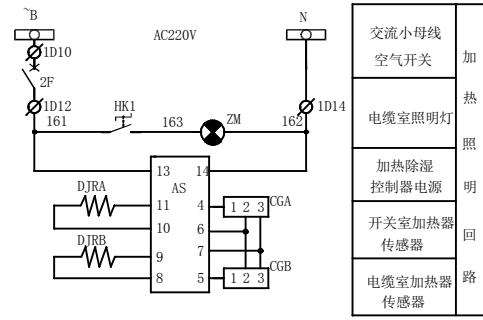 ~B
AC220V
N
1D10
2F
1D12
HK1
ZM
1D14
161
163
162
13
14
AS
DJRA
11
10
4
1 2 3
CGA
6
7
DJRB
9
8
5
1 2 3
CGB
交流小母线
空气开关
电缆室照明灯
加热除湿
控制器电源
开关室加热器
传感器
电缆室加热器
传感器
加
热
照
明
回
路